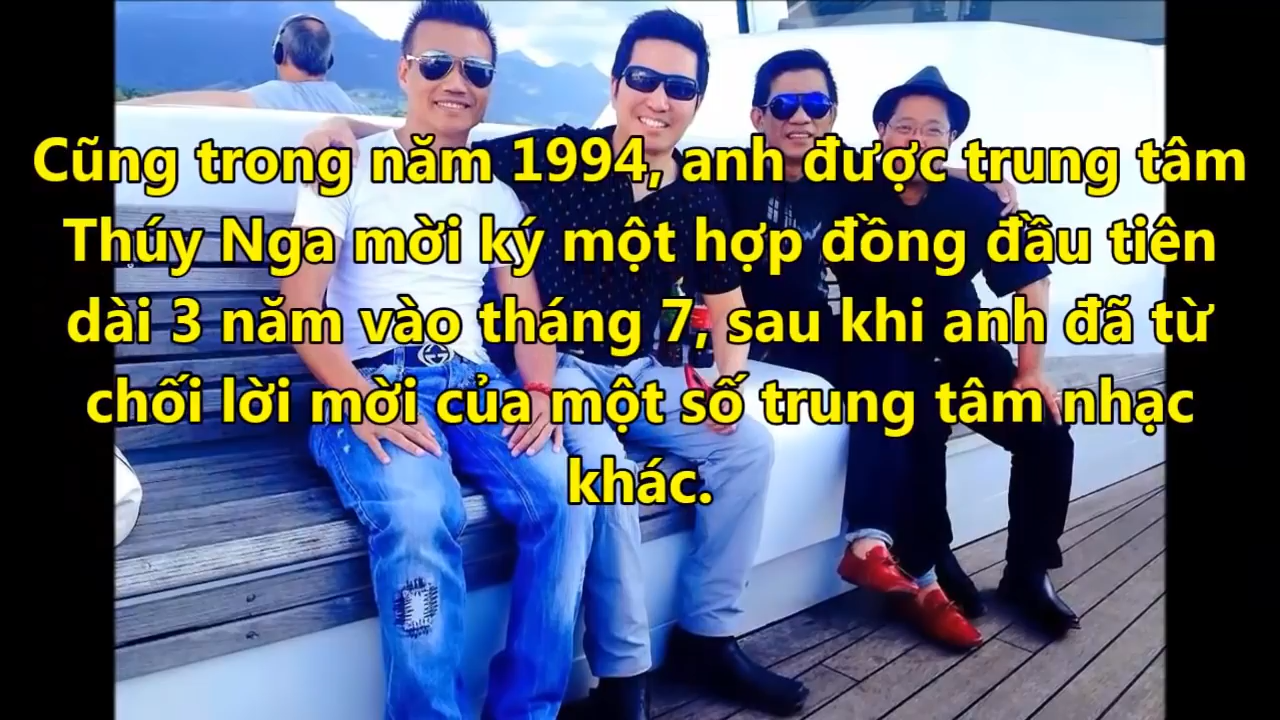 Cũng trong năm 1994, anh được trung tâm
Thúy Nga mời ký một hợp đồng đầu tiên
dài 3 năm vào tháng 7, sau khi anh đã từ
chối lời mời của một số trung tâm nhạc
khác.